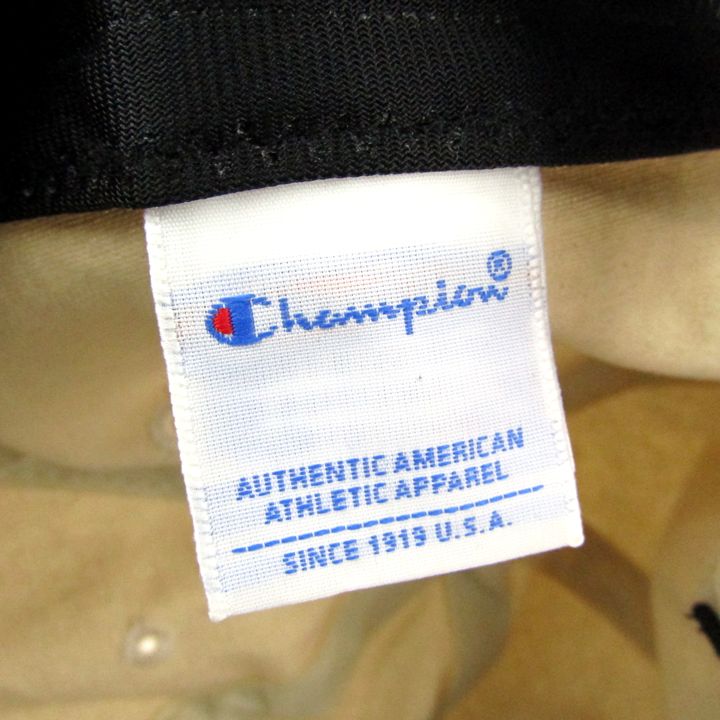 Champion®
AUTHENTIC AMERICAN
ATHLETIC APPAREL
SINCE 1919 U.S.A.